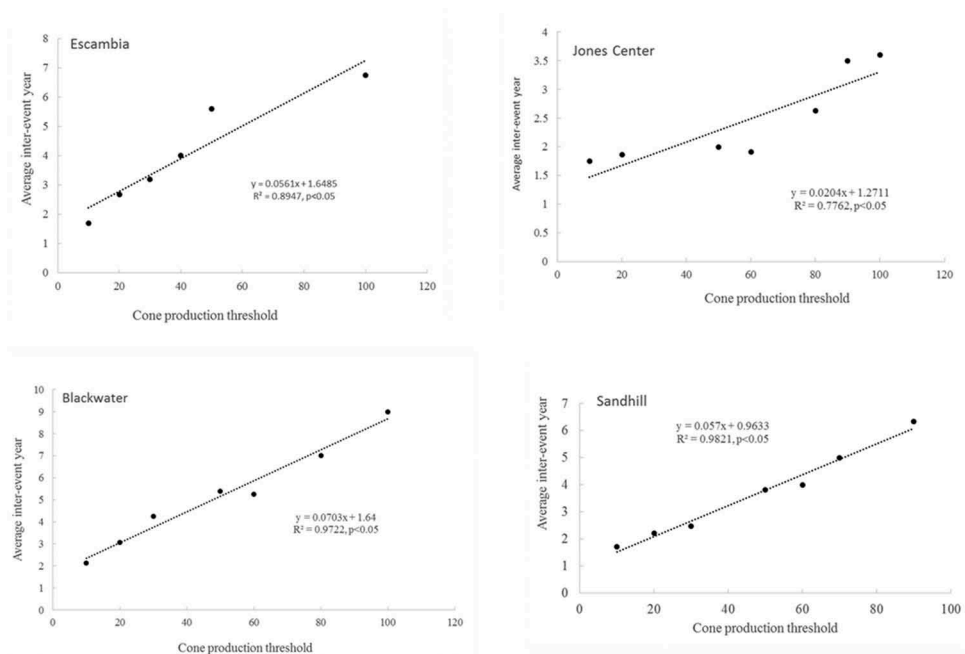 Escambia
Average inter-event year
8
7
6
5
4
3
2
1
0
y = 0.0561x + 1.6485
R² = 0.8947, p<0.05
0 20 40 60 80 100 120
Cone production threshold
Jones Center
Average inter-event year
4
3.5
3
2.5
2
1.5
1
0.5
0
y = 0.0204x + 1.2711
R² = 0.7762, p<0.05
0 20 40 60 80 100 120
Cone production threshold
Blackwater
Average inter-event year
10
9
8
7
6
5
4
3
2
1
0
y = 0.0703x + 1.64
R² = 0.9722, p<0.05
0 20 40 60 80 100 120
Cone production threshold
Sandhill
Average inter-event year
7
6
5
4
3
2
1
0
y = 0.057x + 0.9633
R² = 0.9821, p<0.05
0 20 40 60 80 100
Cone production threshold